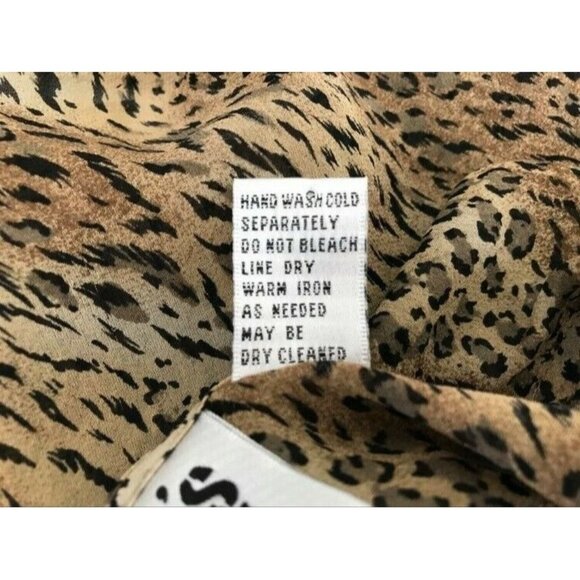 HAND WASH COLD
SEPARATELY
DO NOT BLEACH
LINE DRY
WARM IRON
AS NEEDED
MAY BE
DRY CLEANED
'S